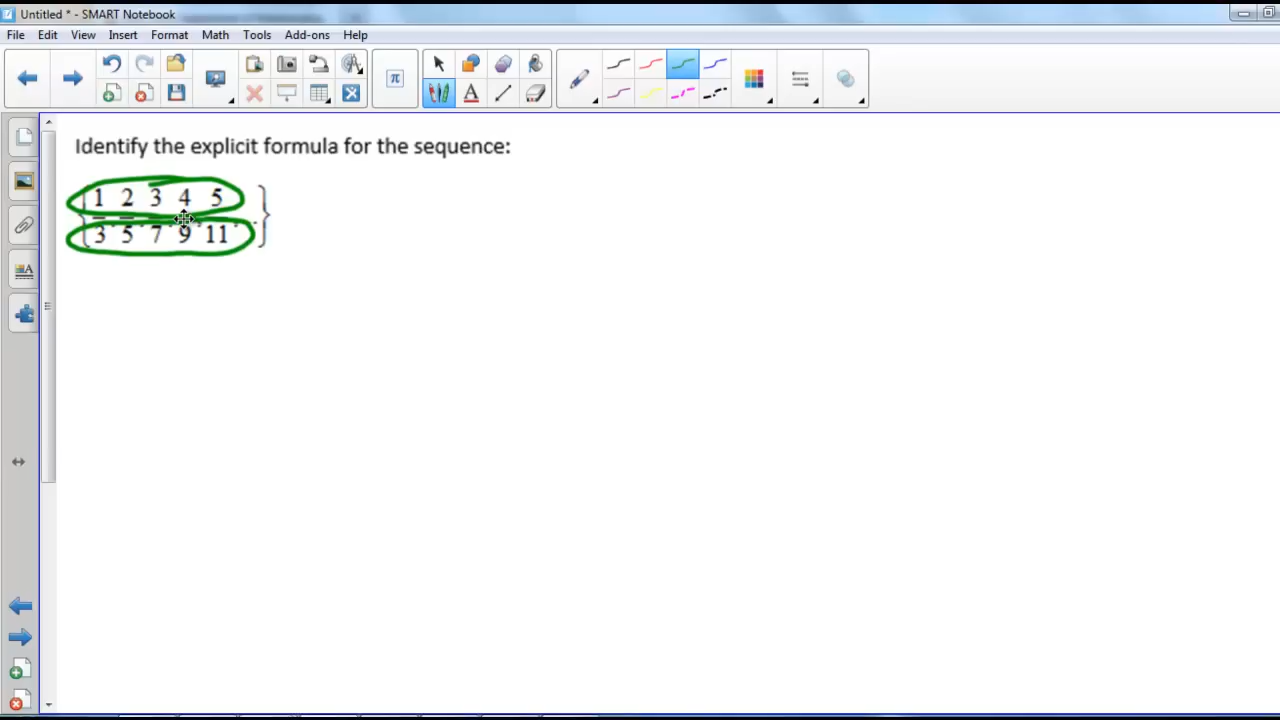 Untitled * - SMART Notebook
File Edit View Insert Format Math Tools Add-ons Help
π
A
Identify the explicit formula for the sequence:
{1/3, 2/5, 3/7, 4/9, 5/11, ...}